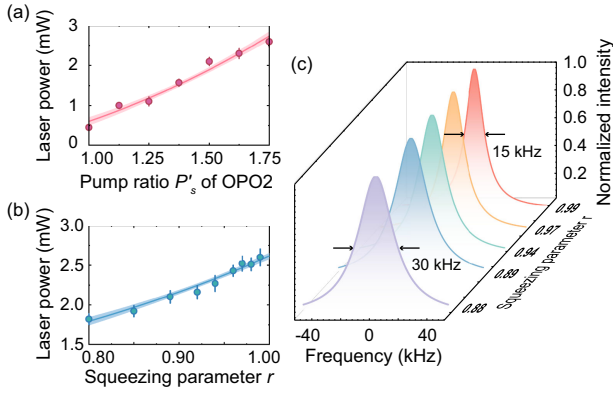 (a)
Laser power (mW)
3
2
1
0
1.00
1.25
1.50
1.75
Pump ratio P′s of OPO2
(b)
Laser power (mW)
3.0
2.5
2.0
1.5
0.80
0.90
1.00
Squeezing parameter r
(c)
Normalized intensity
1.0
0.8
0.6
0.4
0.2
15 kHz
30 kHz
0.99
0.97
0.94
0.89
0.88
Squeezing parameter r
-40
0
40
Frequency (kHz)